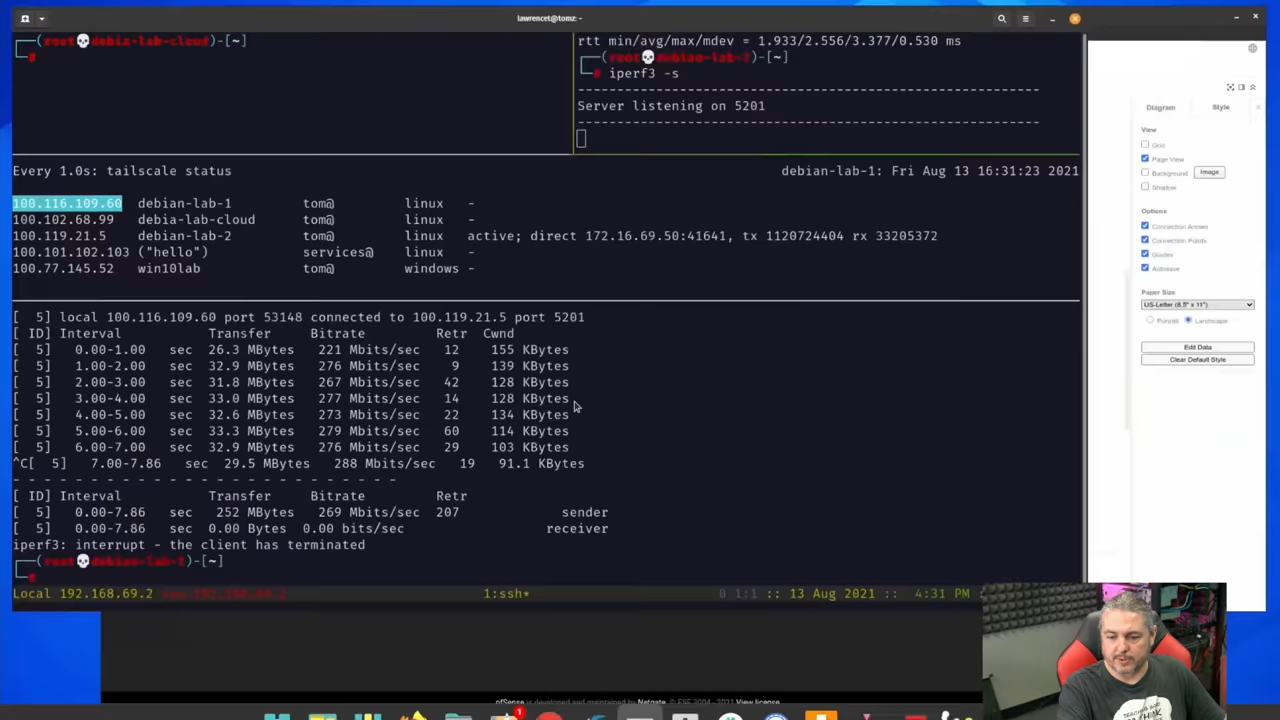 lawrencet@tomz: ~
┌──(root💀debia-lab-cloud)-[~]
└─#
rtt min/avg/max/mdev = 1.933/2.556/3.377/0.530 ms
┌──(root💀debian-lab-2)-[~]
└─# iperf3 -s
-----------------------------------------------------------
Server listening on 5201
-----------------------------------------------------------
Every 1.0s: tailscale status
debian-lab-1: Fri Aug 13 16:31:23 2021
100.116.109.60 debian-lab-1 tom@ linux -
100.102.68.99 debia-lab-cloud tom@ linux -
100.119.21.5 debian-lab-2 tom@ linux active; direct 172.16.69.50:41641, tx 1120724404 rx 33205372
100.101.102.103 ("hello") services@ linux -
100.77.145.52 win10lab tom@ windows -
[ 5] local 100.116.109.60 port 53148 connected to 100.119.21.5 port 5201
[ ID] Interval Transfer Bitrate Retr Cwnd
[ 5] 0.00-1.00 sec 26.3 MBytes 221 Mbits/sec 12 KBytes
[ 5] 1.00-2.00 sec MBytes Mbits/sec 9 KBytes
[ 5] 2.00-3.00 sec 31.8 MBytes 267 Mbits/sec 42 128 KBytes
[ 5] 3.00-4.00 sec 33.0 MBytes 277 Mbits/sec 14 128 KBytes
[ 5] 4.00-5.00 sec 32.6 MBytes 273 Mbits/sec 22 134 KBytes
[ 5] 5.00-6.00 sec 33.3 MBytes 279 Mbits/sec 60 114 KBytes
[ 5] 6.00-7.00 sec 32.9 MBytes 276 Mbits/sec 29 103 KBytes
^C[ 5] 7.00-7.86 sec 29.5 MBytes 288 Mbits/sec 19 91.1 KBytes
- - - - - - - - - - - - - - - - - - - - - - - - -
[ ID] Interval Transfer Bitrate Retr
[ 5] 0.00-7.86 sec 252 MBytes 269 Mbits/sec 207 sender
[ 5] 0.00-7.86 sec 0.00 Bytes 0.00 bits/sec receiver
iperf3: interrupt - the client has terminated
┌──(root💀debian-lab-1)-[~]
└─#
Local 192.168.69.2
1:ssh*
0 1:1 :: 13 Aug 2021 :: 4:31 PM
Diagram Style
View
Grid
Page View
Background Image
Shadow
Options
Connection Arrows
Connection Points
Guides
Autosave
Paper Size
US-Letter (8,5" x 11")
Portrait Landscape
Edit Data
Clear Default Style
pfSense is developed and maintained by Netgate. © ESF 2004 - 2021 View license.
1
TEACHING AND